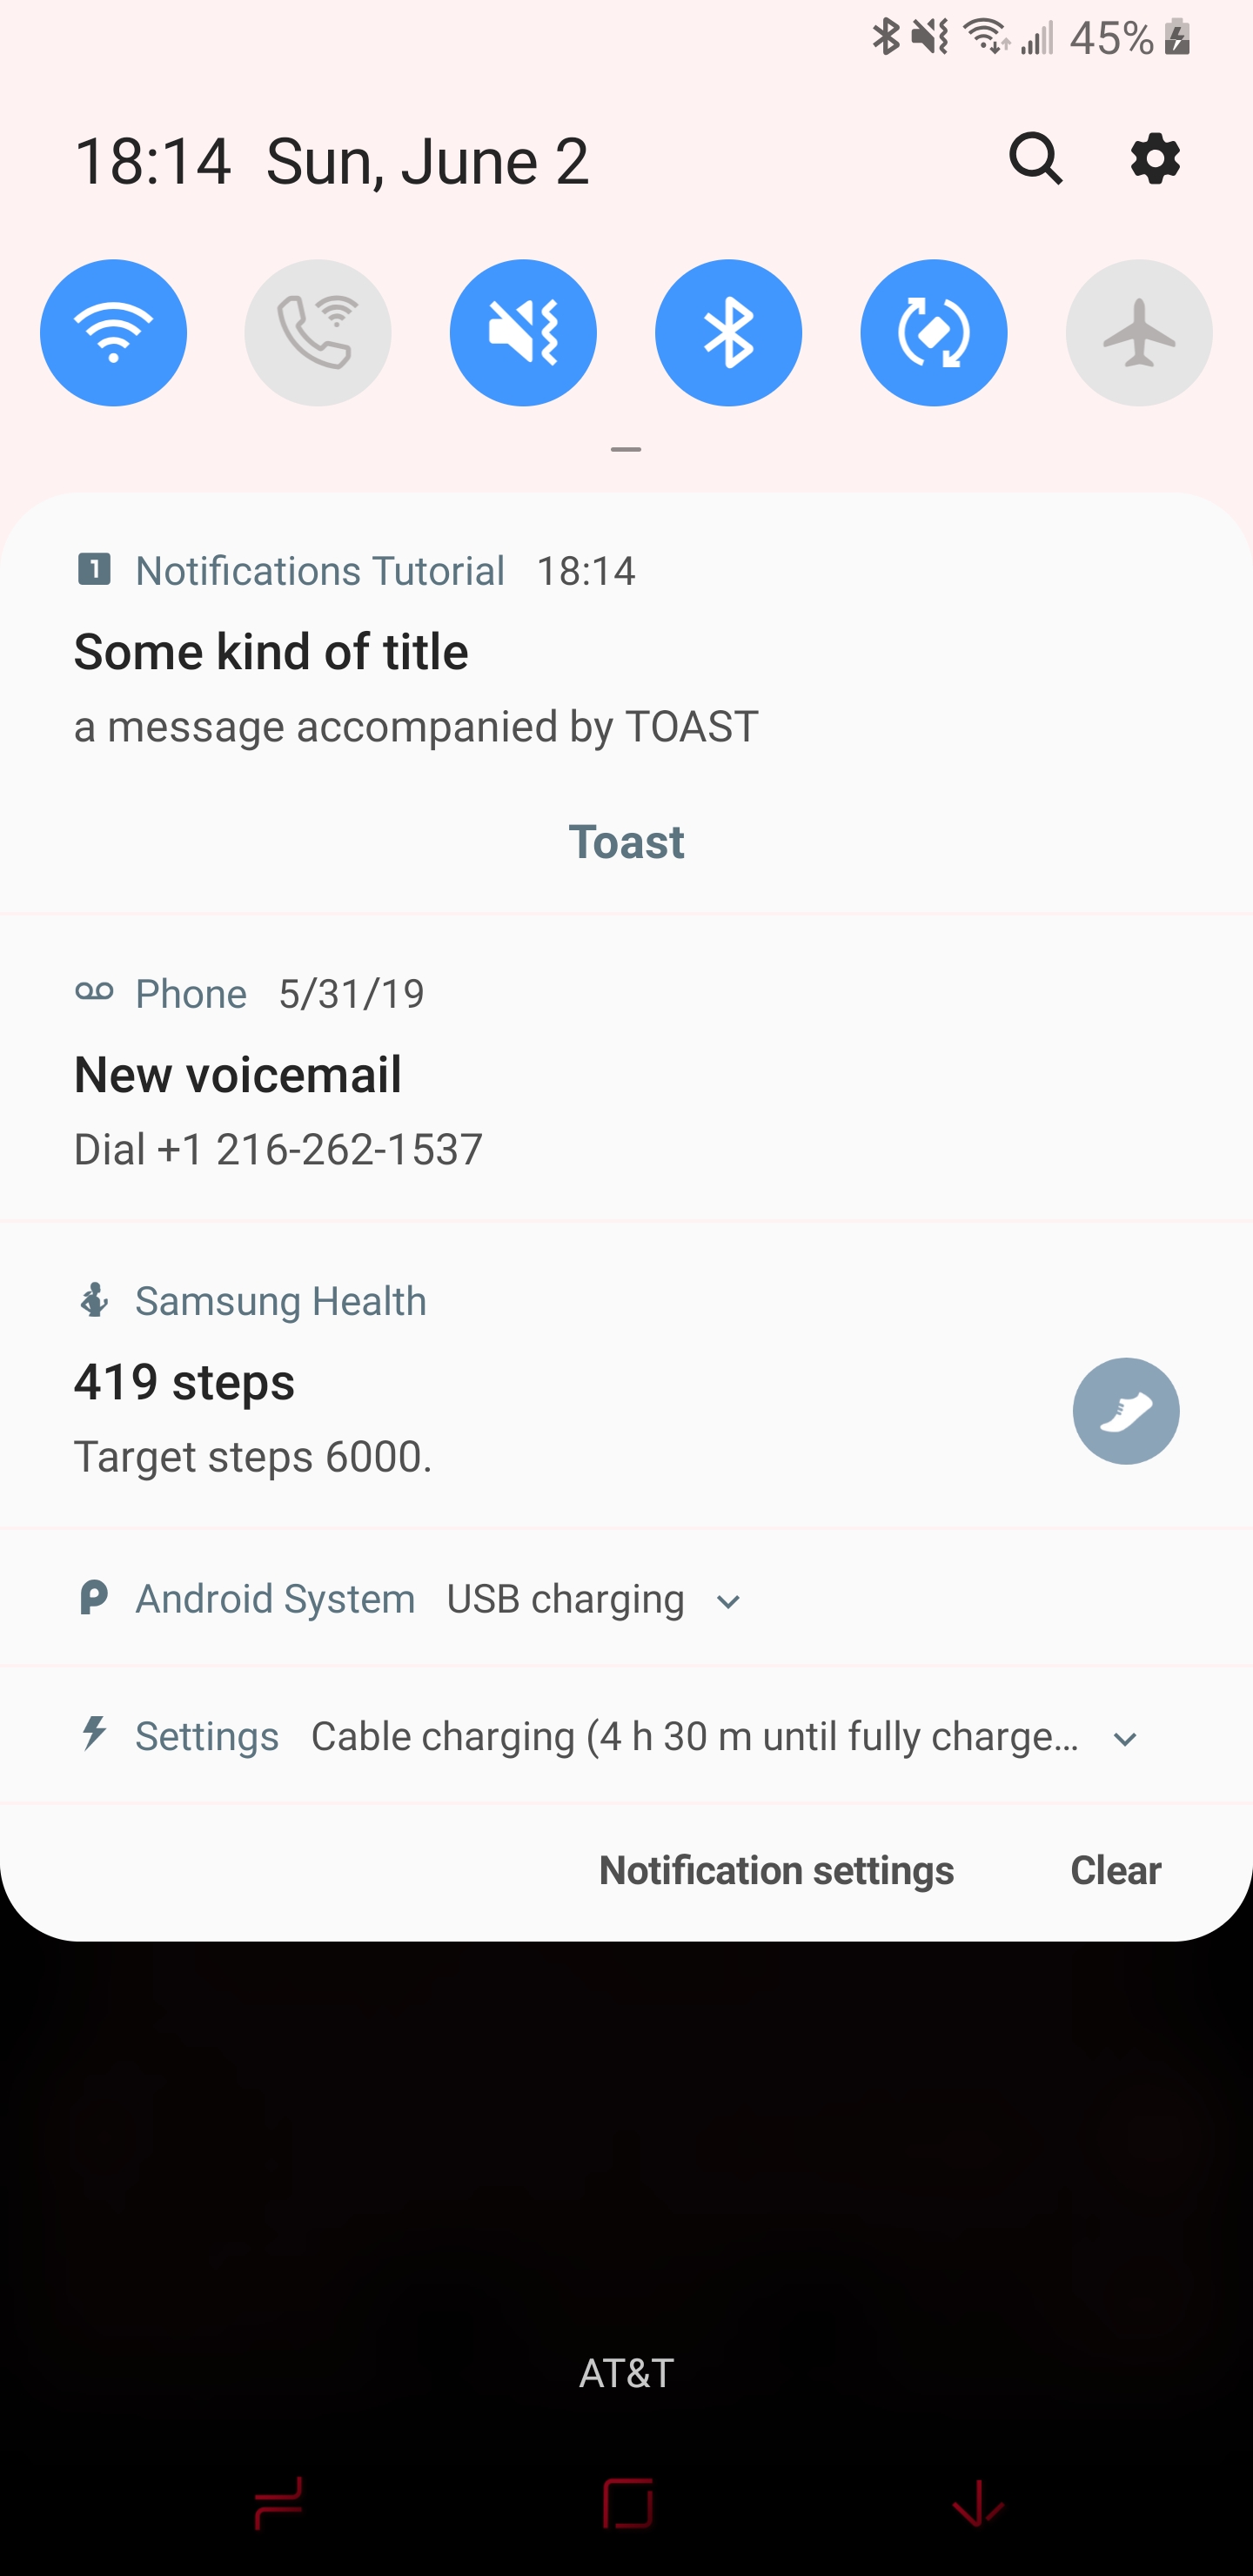 45%
18:14 Sun, June 2
1 Notifications Tutorial 18:14
Some kind of title
a message accompanied by TOAST
Toast
Phone 5/31/19
New voicemail
Dial +1 216-262-1537
Samsung Health
419 steps
Target steps 6000.
Android System USB charging
Settings Cable charging (4 h 30 m until fully charge...
Notification settings Clear
AT&T